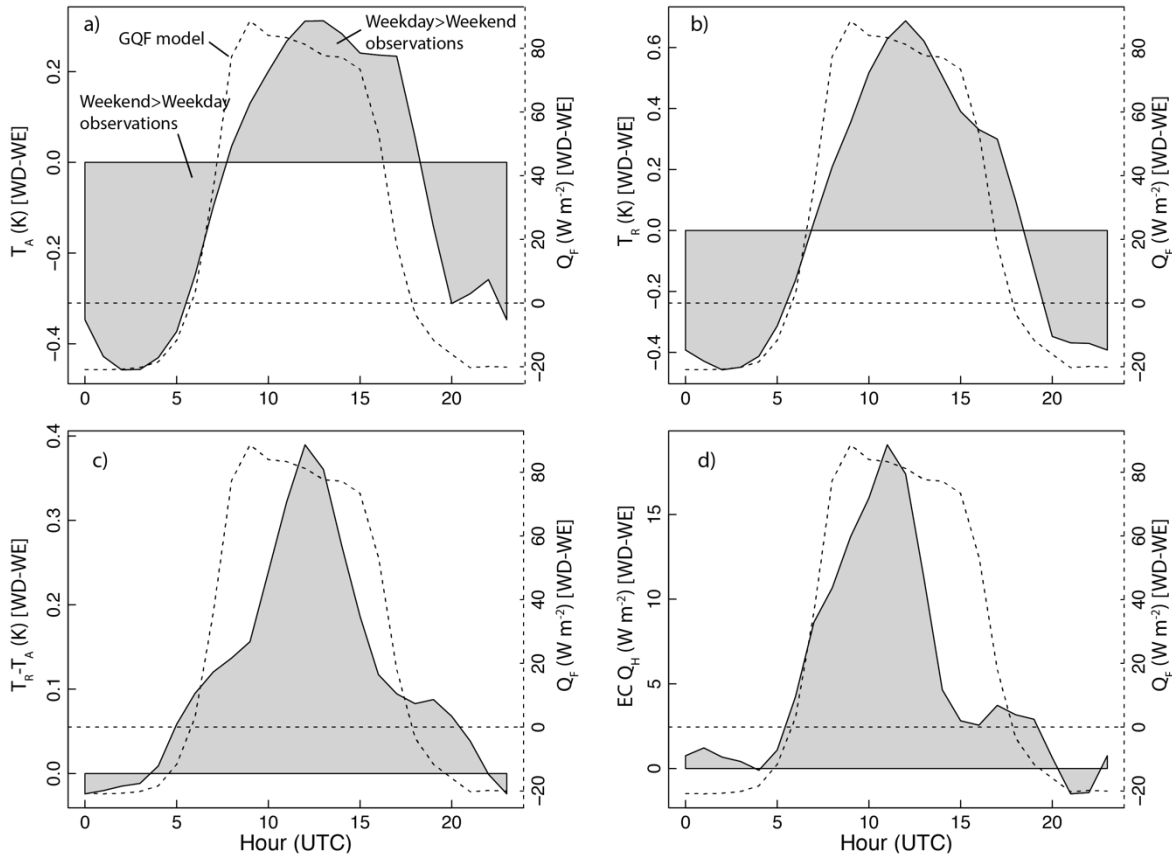 a)
GQF model
Weekday>Weekend
observations
Weekend>Weekday
observations
T_A (K) [WD-WE]
0.2
0.0
−0.2
−0.4
0 5 10 15 20
80
60
40
20
0
−20
Q_F (W m⁻²) [WD-WE]
b)
T_R (K) [WD-WE]
0.6
0.4
0.2
0.0
−0.2
−0.4
0 5 10 15 20
80
60
40
20
0
−20
Q_F (W m⁻²) [WD-WE]
c)
T_R-T_A (K) [WD-WE]
0.4
0.3
0.2
0.1
0.0
0 5 10 15 20
Hour (UTC)
80
60
40
20
0
−20
Q_F (W m⁻²) [WD-WE]
d)
EC Q_H (W m⁻²) [WD-WE]
15
10
5
0
0 5 10 15 20
Hour (UTC)
80
60
40
20
0
−20
Q_F (W m⁻²) [WD-WE]